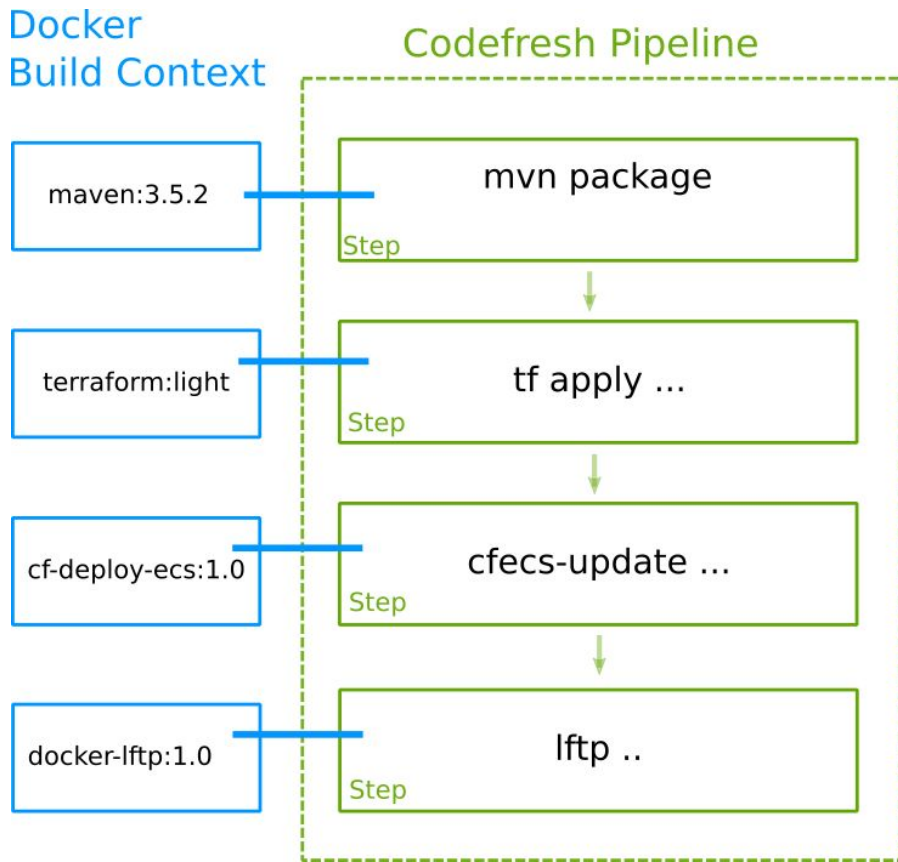 Docker
Build Context
Codefresh Pipeline
maven:3.5.2
mvn package
Step
terraform:light
tf apply ...
Step
cf-deploy-ecs:1.0
cfecs-update ...
Step
docker-lftp:1.0
lftp ..
Step